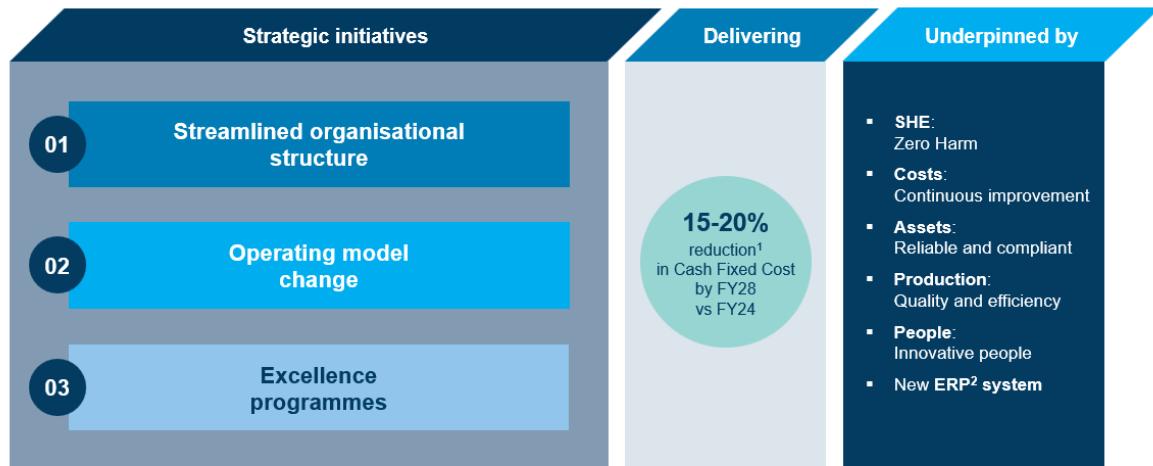 Strategic initiatives
Delivering
Underpinned by
01
Streamlined organisational
structure
02
Operating model
change
03
Excellence
programmes
15-20%
reduction¹
in Cash Fixed Cost
by FY28
vs FY24
▪ SHE:
Zero Harm
▪ Costs:
Continuous improvement
▪ Assets:
Reliable and compliant
▪ Production:
Quality and efficiency
▪ People:
Innovative people
▪ New ERP² system